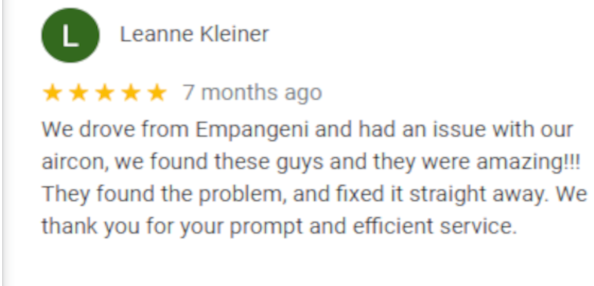 L
Leanne Kleiner
7 months ago
We drove from Empangeni and had an issue with our
aircon, we found these guys and they were amazing!!!
They found the problem, and fixed it straight away. We
thank you for your prompt and efficient service.